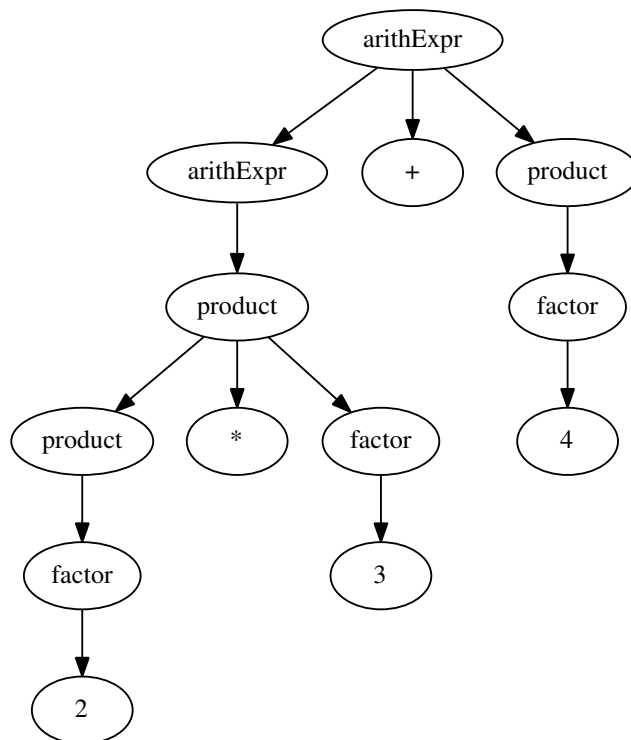 arithExpr
arithExpr + product
product factor
product * factor 4
factor 3
2